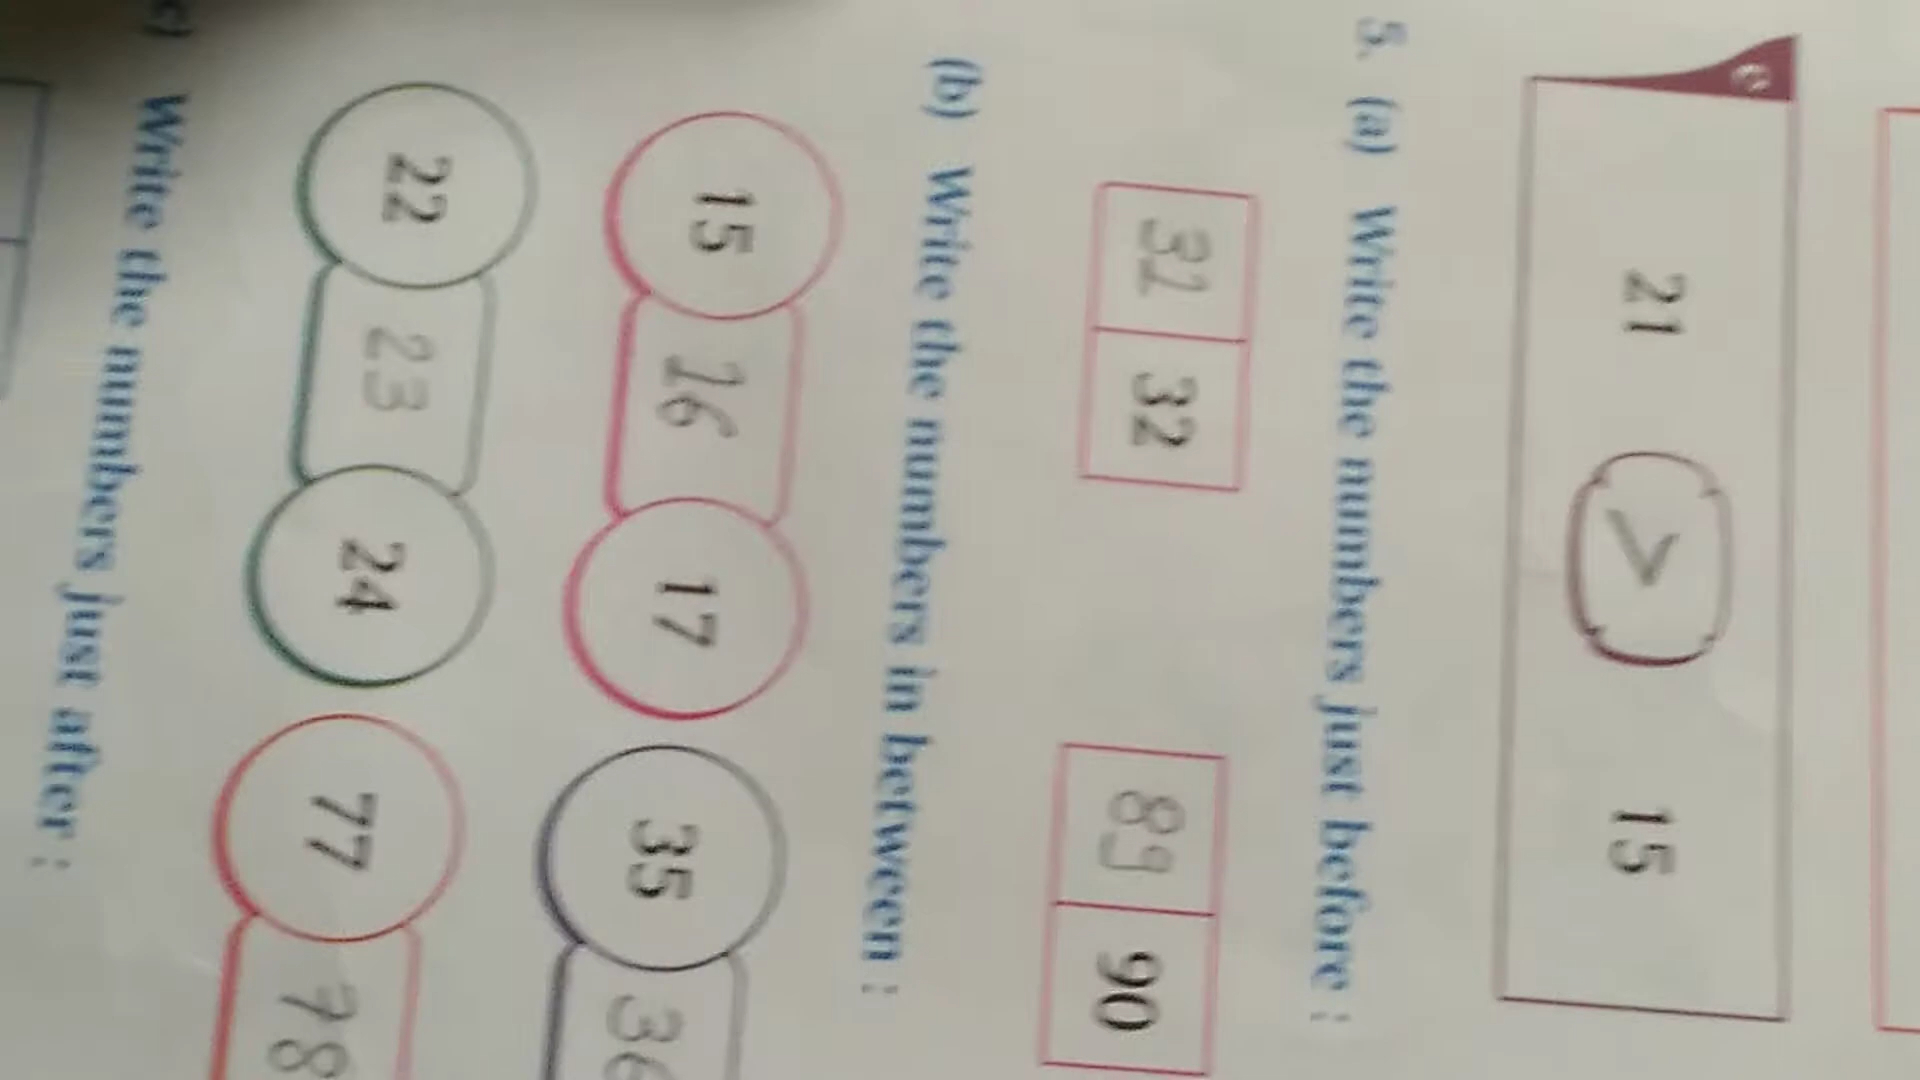 21 > 15
5. (a) Write the numbers just before :
31 32 89 90
(b) Write the numbers in between :
15 16 17 35 36
22 23 24 77 78
c) Write the numbers just after :